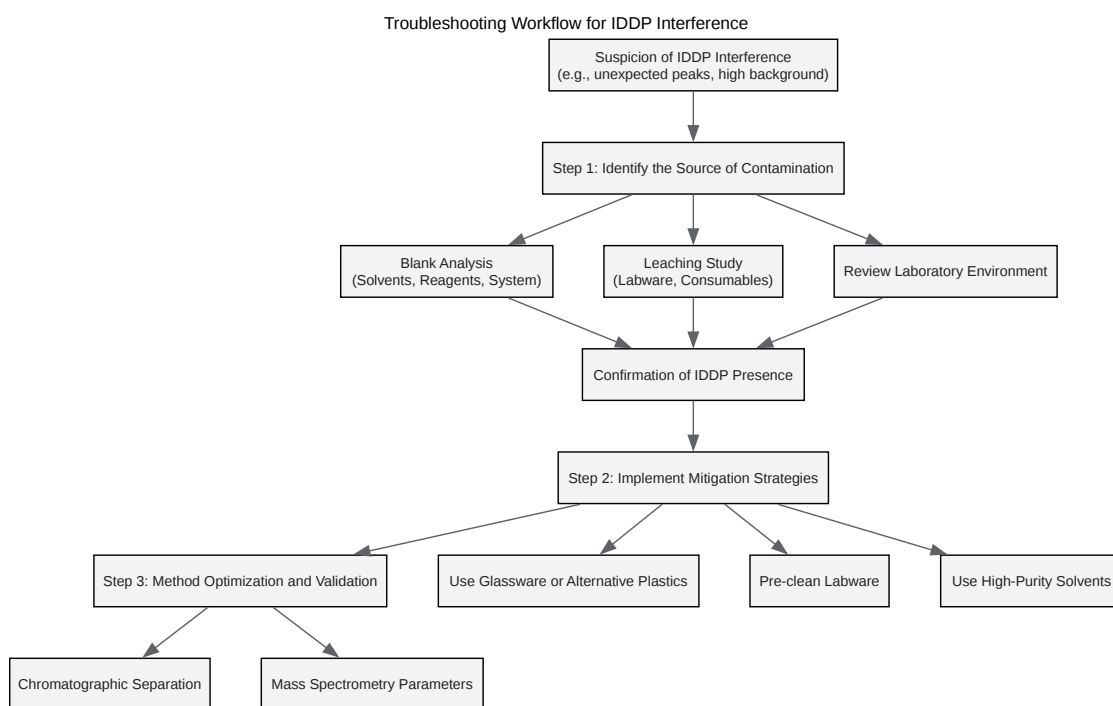 Troubleshooting Workflow for IDDP Interference
Suspicion of IDDP Interference
(e.g., unexpected peaks, high background)
Step 1: Identify the Source of Contamination
Blank Analysis
(Solvents, Reagents, System)
Leaching Study
(Labware, Consumables)
Review Laboratory Environment
Confirmation of IDDP Presence
Step 2: Implement Mitigation Strategies
Step 3: Method Optimization and Validation
Use Glassware or Alternative Plastics
Pre-clean Labware
Use High-Purity Solvents
Chromatographic Separation
Mass Spectrometry Parameters